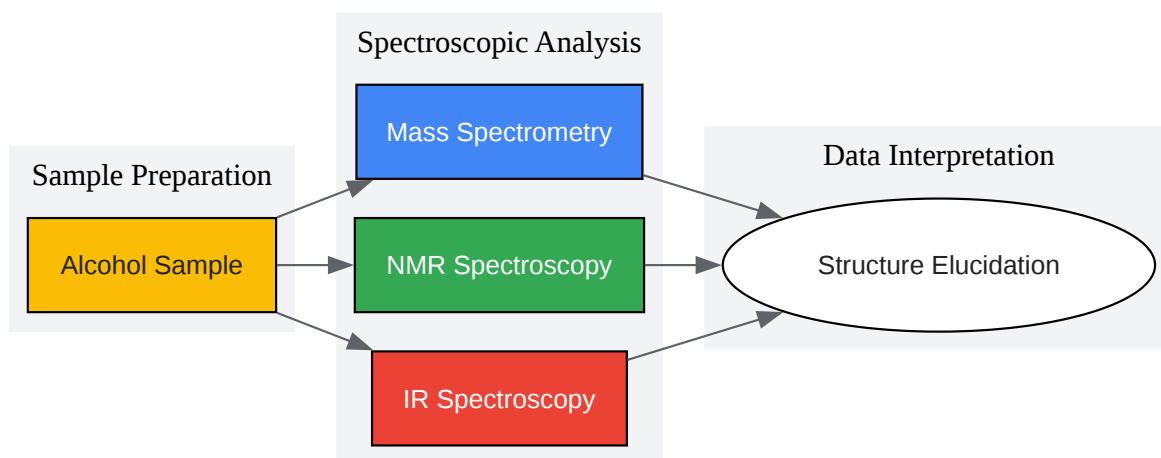 Sample Preparation
Alcohol Sample
Spectroscopic Analysis
Mass Spectrometry
NMR Spectroscopy
IR Spectroscopy
Data Interpretation
Structure Elucidation